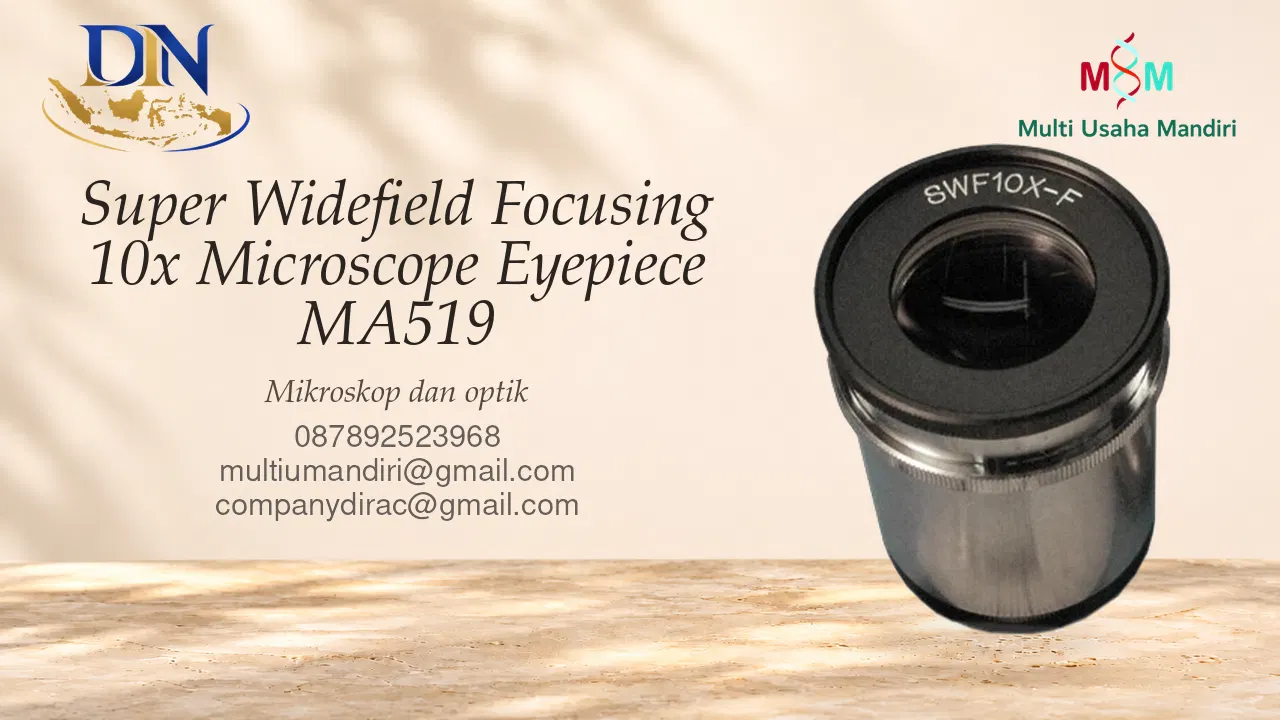 DIN
M M
Multi Usaha Mandiri
Super Widefield Focusing
10x Microscope Eyepiece
MA519
Mikroskop dan optik
087892523968
multiumandiri@gmail.com
companydirac@gmail.com
SWF10X-F